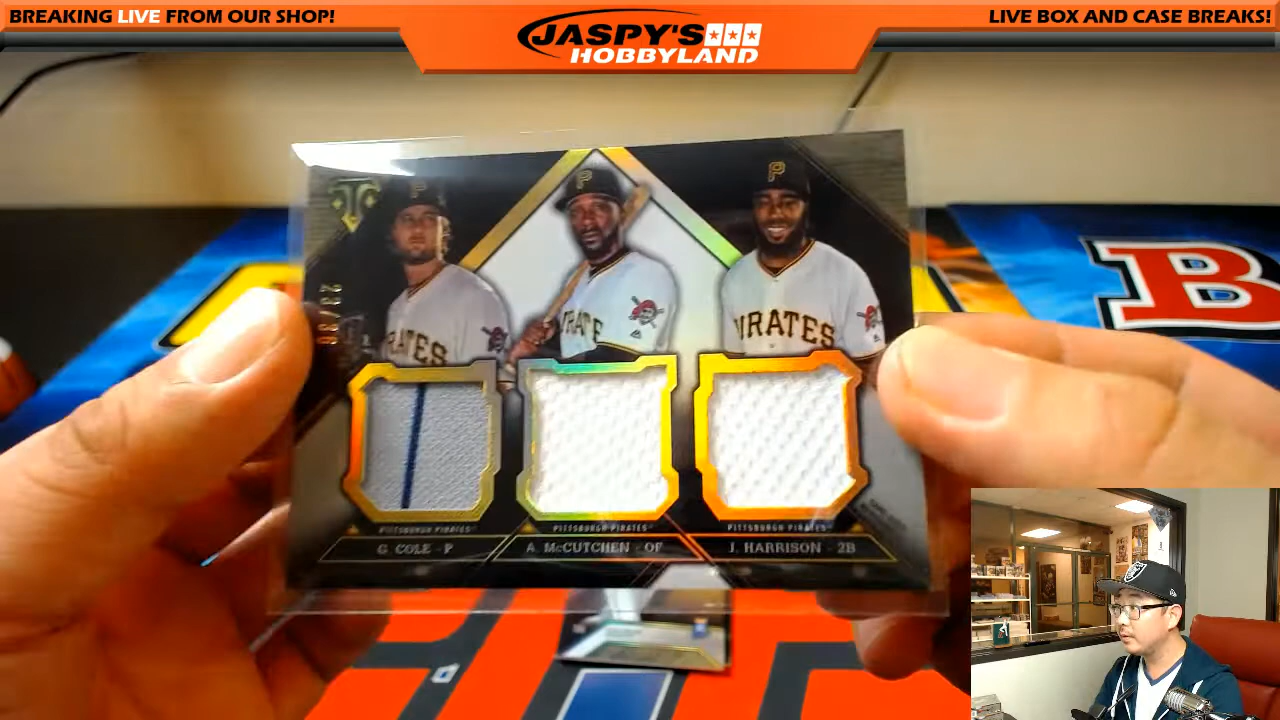 BREAKING LIVE FROM OUR SHOP!
JASPY'S
HOBBYLAND
LIVE BOX AND CASE BREAKS!
P
P
P
PIRATES
PIRATES
PIRATES
B
PITTSBURGH PIRATES
PITTSBURGH PIRATES
PITTSBURGH PIRATES
G. COLE - P
A. McCUTCHEN - OF
J. HARRISON - 2B